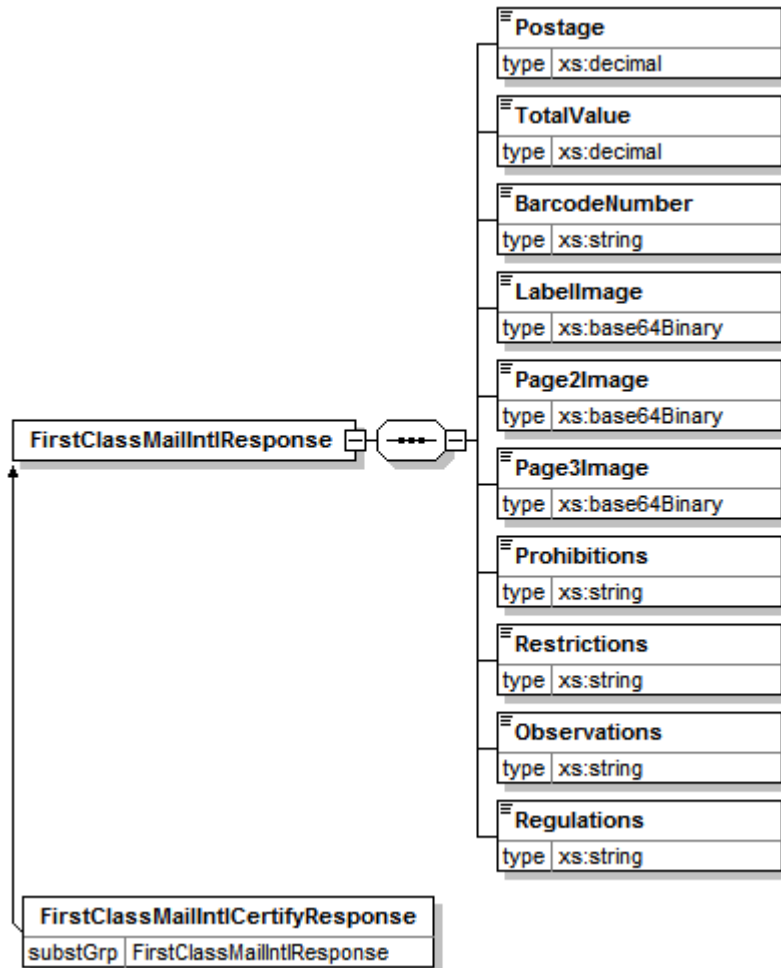 Postage
type xs:decimal
TotalValue
type xs:decimal
BarcodeNumber
type xs:string
LabelImage
type xs:base64Binary
Page2Image
type xs:base64Binary
FirstClassMailIntlResponse
Page3Image
type xs:base64Binary
Prohibitions
type xs:string
Restrictions
type xs:string
Observations
type xs:string
Regulations
type xs:string
FirstClassMailIntlCertifyResponse
substGrp FirstClassMailIntlResponse